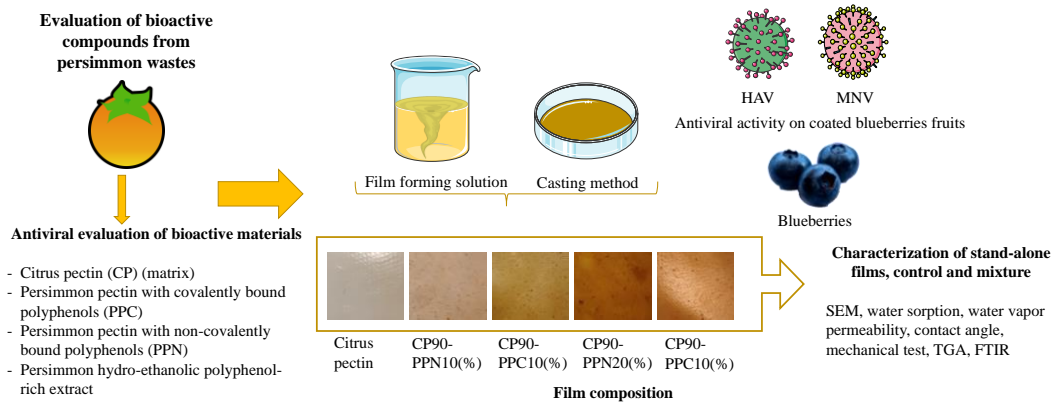 Evaluation of bioactive
compounds from
persimmon wastes
Antiviral evaluation of bioactive materials
- Citrus pectin (CP) (matrix)
- Persimmon pectin with covalently bound
polyphenols (PPC)
- Persimmon pectin with non-covalently
bound polyphenols (PPN)
- Persimmon hydro-ethanolic polyphenol-
rich extract
Film forming solution
Casting method
HAV
MNV
Antiviral activity on coated blueberries fruits
Blueberries
Citrus
pectin
CP90-
PPN10(%)
CP90-
PPC10(%)
CP90-
PPN20(%)
CP90-
PPC10(%)
Film composition
Characterization of stand-alone
films, control and mixture
SEM, water sorption, water vapor
permeability, contact angle,
mechanical test, TGA, FTIR